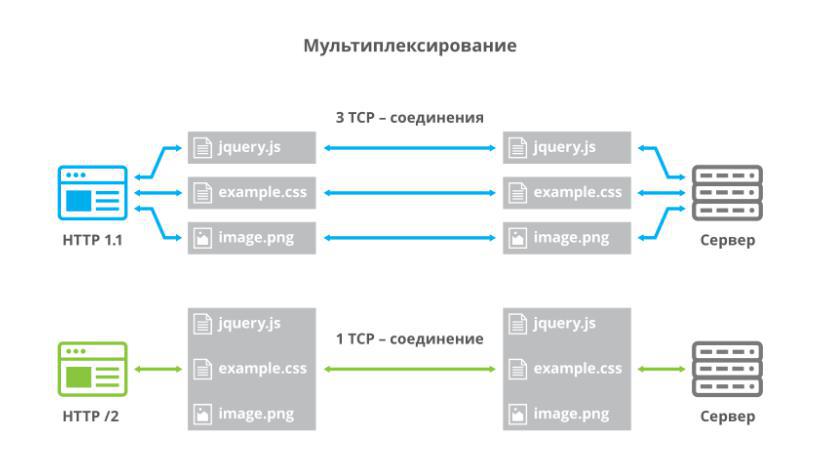 Мультиплексирование
3 TCP – соединения
jquery.js jquery.js
example.css example.css
image.png image.png
HTTP 1.1 Сервер
jquery.js jquery.js
1 TCP – соединение
example.css example.css
image.png image.png
HTTP /2 Сервер